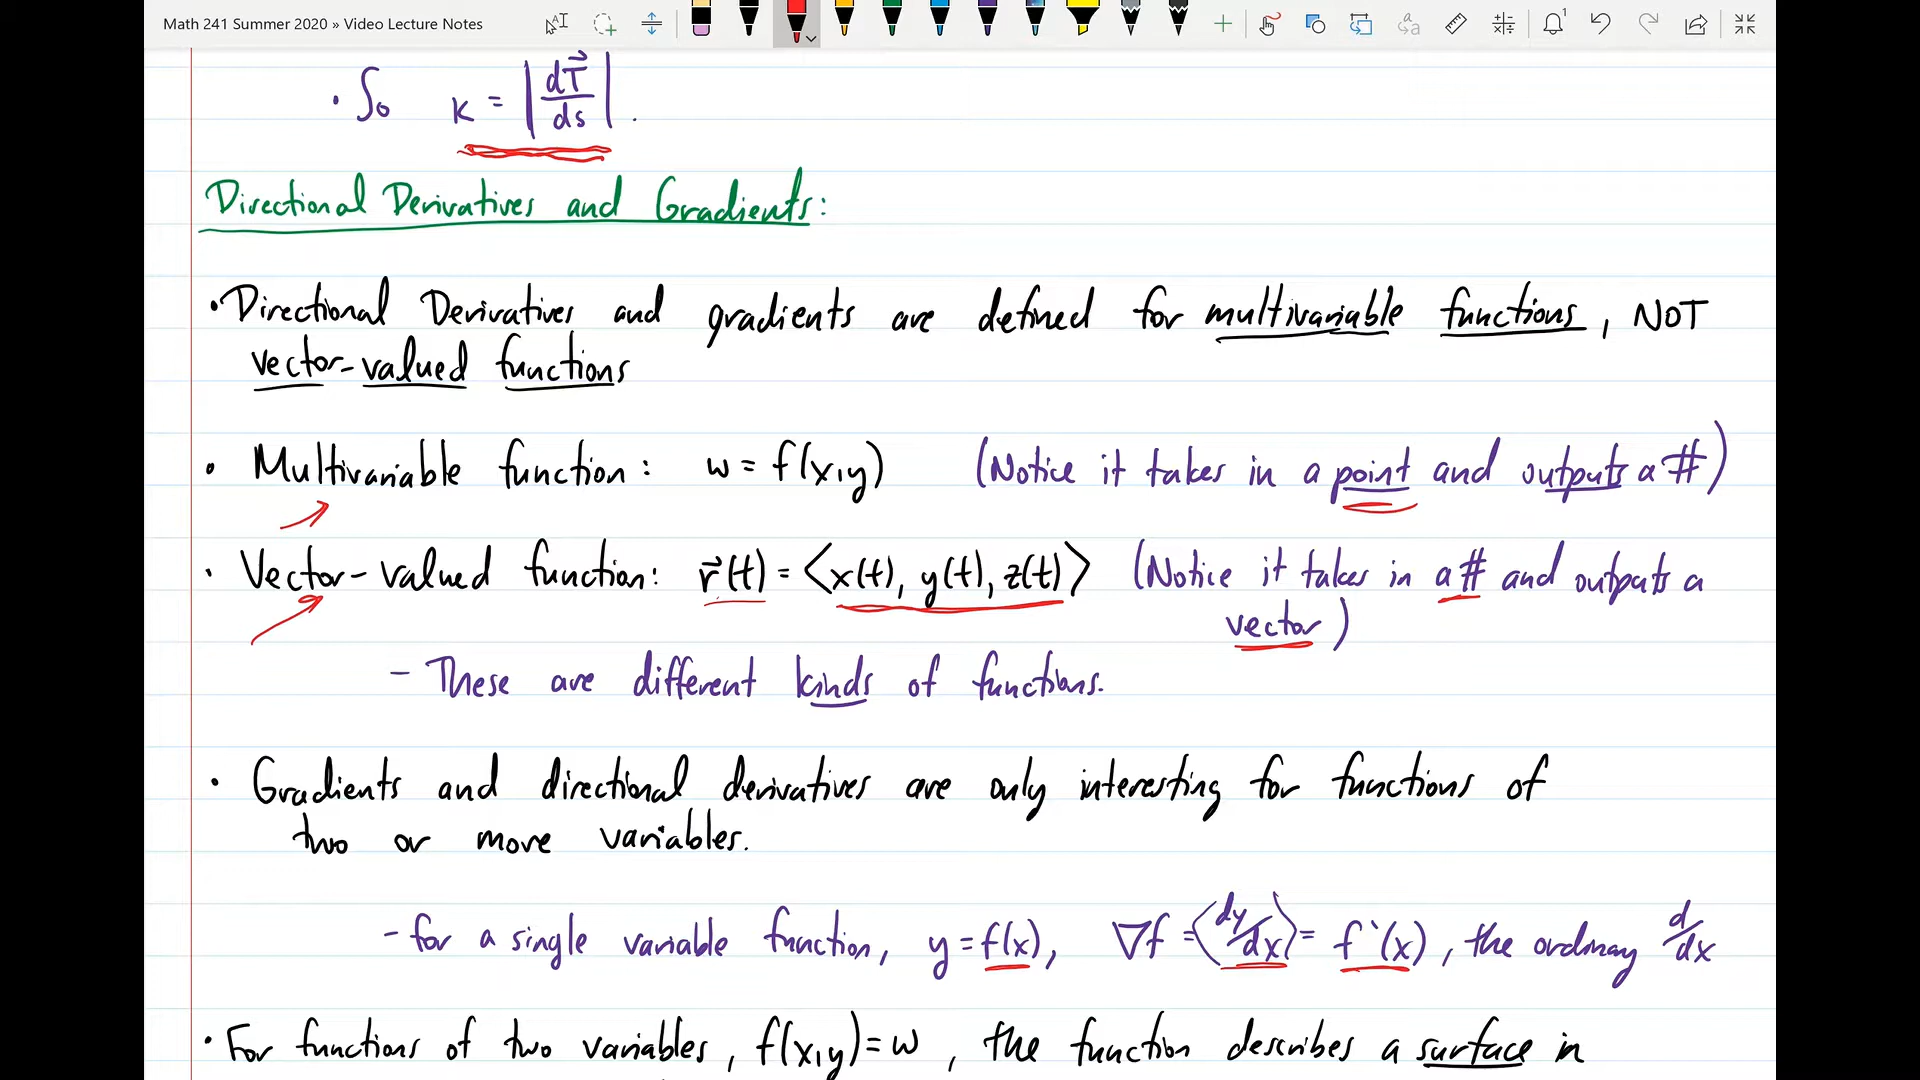 Math 241 Summer 2020 » Video Lecture Notes
• So κ = |dT⃗/ds|.
Directional Derivatives and Gradients:
• Directional Derivatives and gradients are defined for multivariable functions, NOT
vector-valued functions
• Multivariable function: w = f(x,y) (Notice it takes in a point and outputs a #)
• Vector-valued function: r⃗(t) = ⟨x(t), y(t), z(t)⟩ (Notice it takes in a # and outputs a
vector)
- These are different kinds of functions.
• Gradients and directional derivatives are only interesting for functions of
two or more variables.
- for a single variable function, y = f(x), ∇f = ⟨dy/dx⟩ = f'(x), the ordinary d/dx
• For functions of two variables, f(x,y) = w, the function describes a surface in